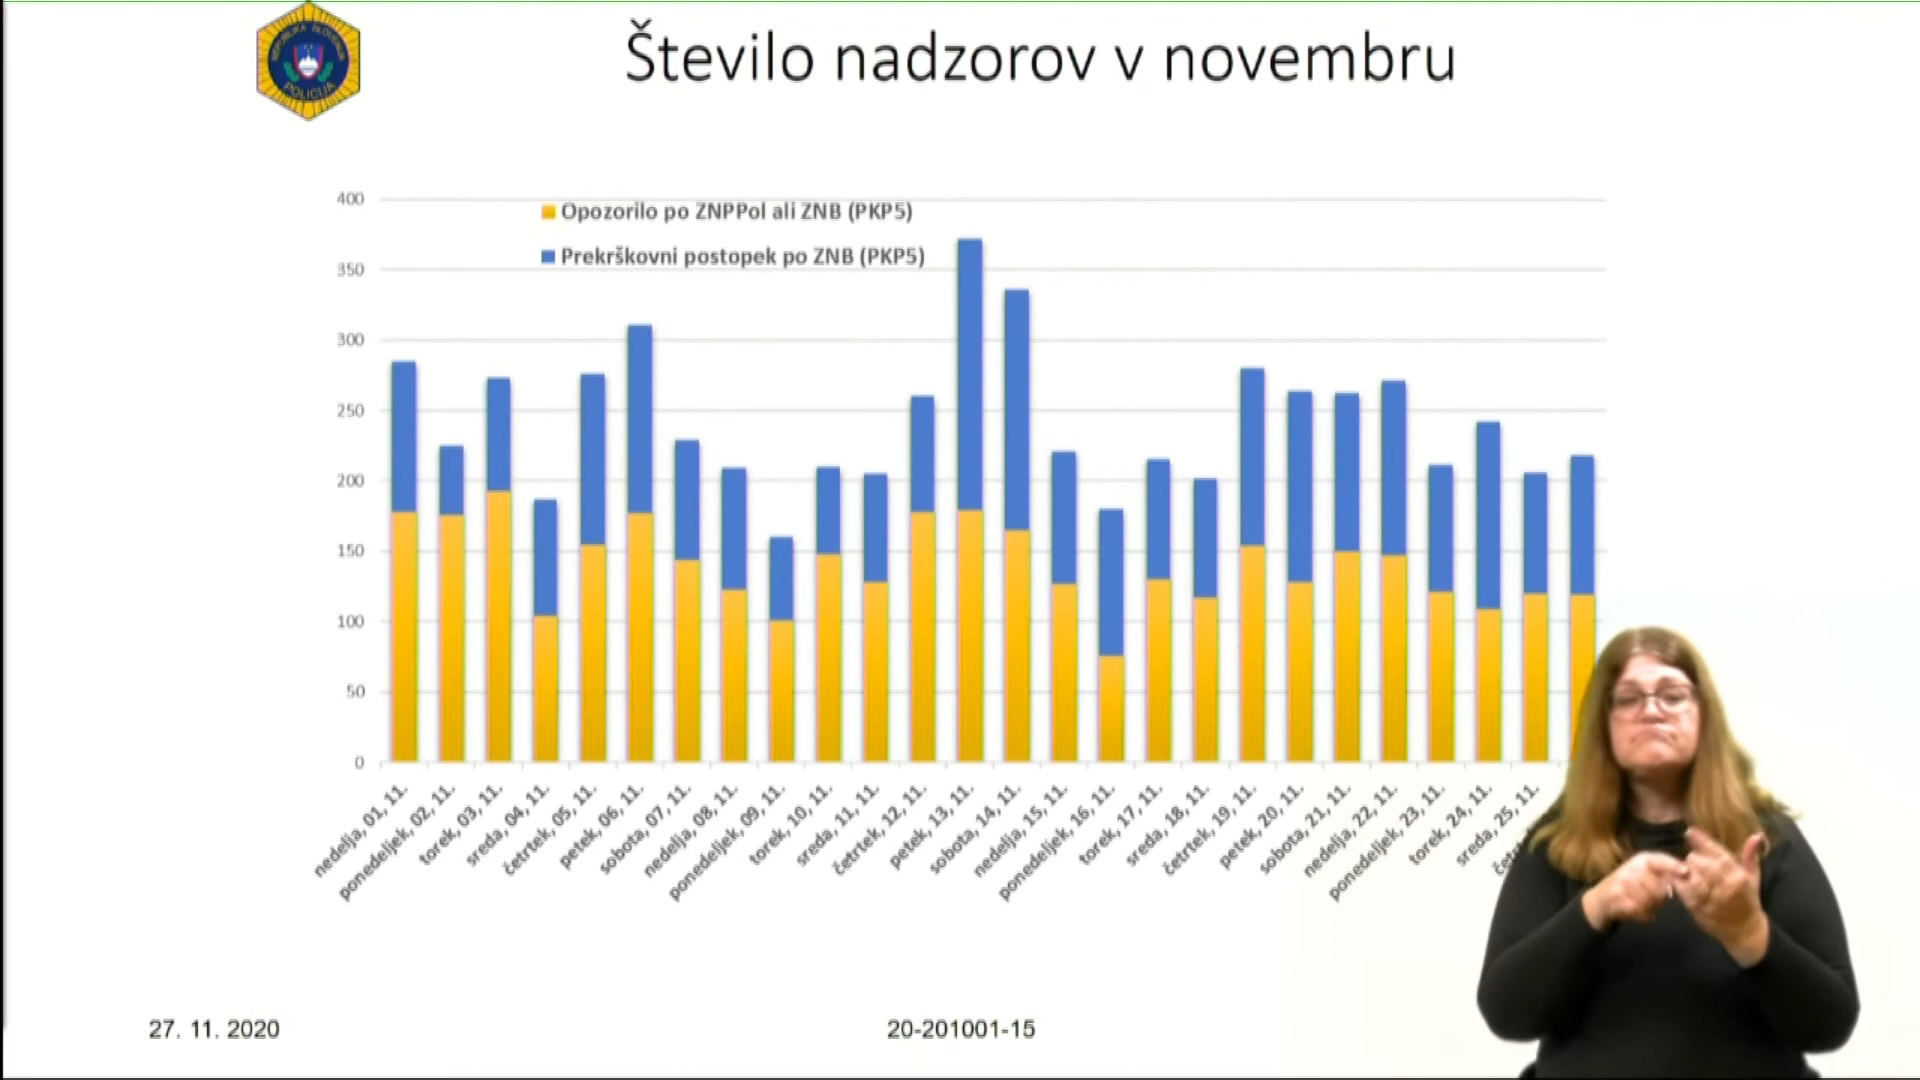 REPUBLIKA SLOVENIJA
POLICIJA
Število nadzorov v novembru
400
350
300
250
200
150
100
50
0
Opozorilo po ZNPPol ali ZNB (PKP5)
Prekrškovni postopek po ZNB (PKP5)
nedelja, 01, 11.
ponedeljek, 02, 11.
torek, 03, 11.
sreda, 04, 11.
četrtek, 05, 11.
petek, 06, 11.
sobota, 07, 11.
nedelja, 08, 11.
ponedeljek, 09, 11.
torek, 10, 11.
sreda, 11, 11.
četrtek, 12, 11.
petek, 13, 11.
sobota, 14, 11.
nedelja, 15, 11.
ponedeljek, 16, 11.
torek, 17, 11.
sreda, 18, 11.
četrtek, 19, 11.
petek, 20, 11.
sobota, 21, 11.
nedelja, 22, 11.
ponedeljek, 23, 11.
torek, 24, 11.
sreda, 25, 11.
27. 11. 2020
20-201001-15